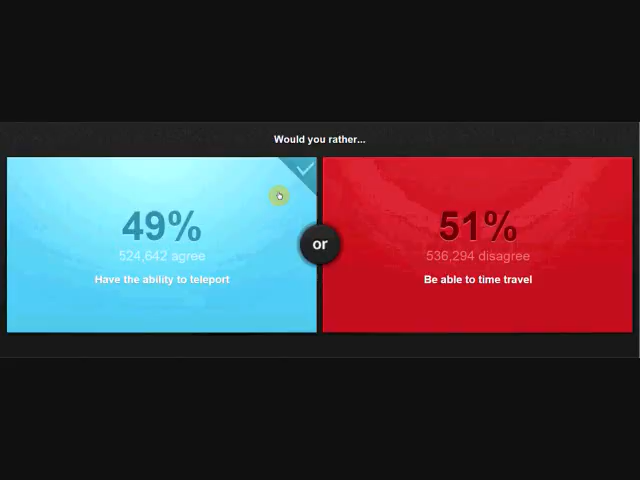 Would you rather...
49%
524,642 agree
Have the ability to teleport
or
51%
536,294 disagree
Be able to time travel